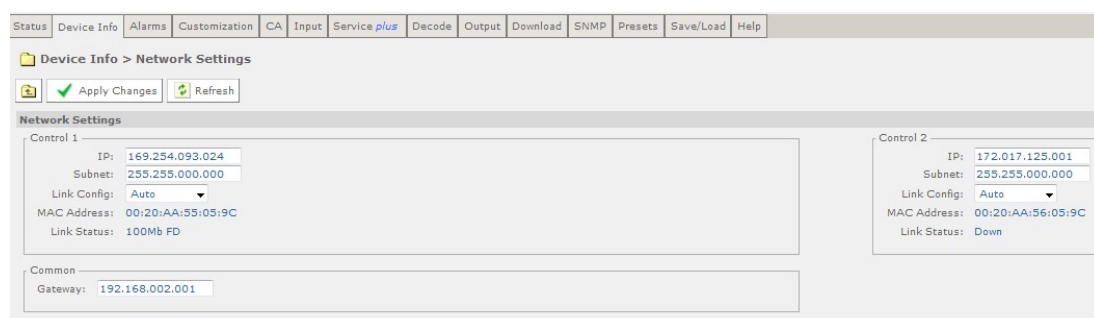 Status Device Info Alarms Customization CA Input Service plus Decode Output Download SNMP Presets Save/Load Help
Device Info > Network Settings
Apply Changes Refresh
Network Settings
Control 1
IP: 169.254.093.024
Subnet: 255.255.000.000
Link Config: Auto
MAC Address: 00:20:AA:55:05:9C
Link Status: 100Mb FD
Control 2
IP: 172.017.125.001
Subnet: 255.255.000.000
Link Config: Auto
MAC Address: 00:20:AA:56:05:9C
Link Status: Down
Common
Gateway: 192.168.002.001